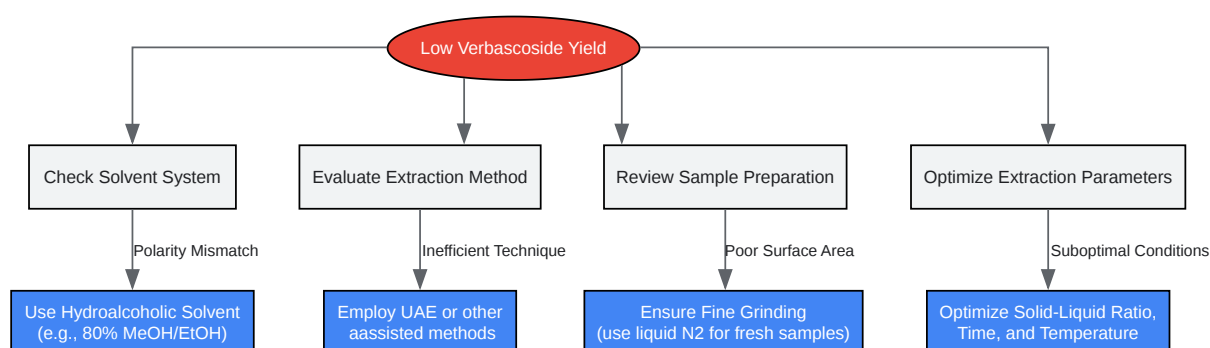 Low Verbascoside Yield
Check Solvent System
Evaluate Extraction Method
Review Sample Preparation
Optimize Extraction Parameters
Polarity Mismatch
Inefficient Technique
Poor Surface Area
Suboptimal Conditions
Use Hydroalcoholic Solvent
(e.g., 80% MeOH/EtOH)
Employ UAE or other
aassisted methods
Ensure Fine Grinding
(use liquid N2 for fresh samples)
Optimize Solid-Liquid Ratio,
Time, and Temperature